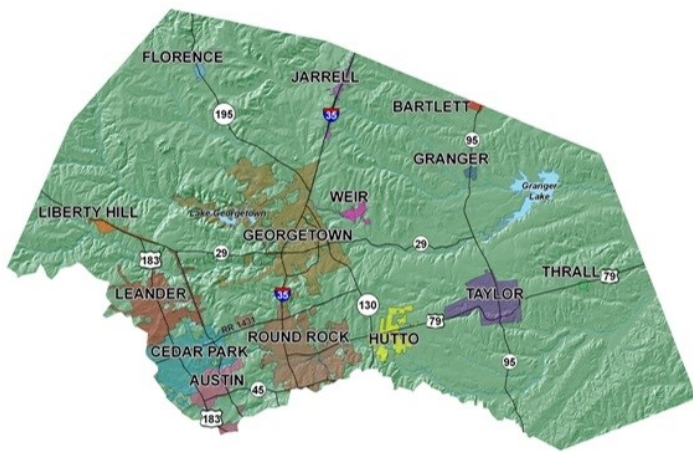 FLORENCE
JARRELL
35
195
BARTLETT
95
GRANGER
Granger
Lake
WEIR
Lake Georgetown
LIBERTY HILL
GEORGETOWN
29
29
183
THRALL
79
LEANDER
35
130
TAYLOR
RR 1431
79
ROUND ROCK
HUTTO
CEDAR PARK
95
AUSTIN
45
183